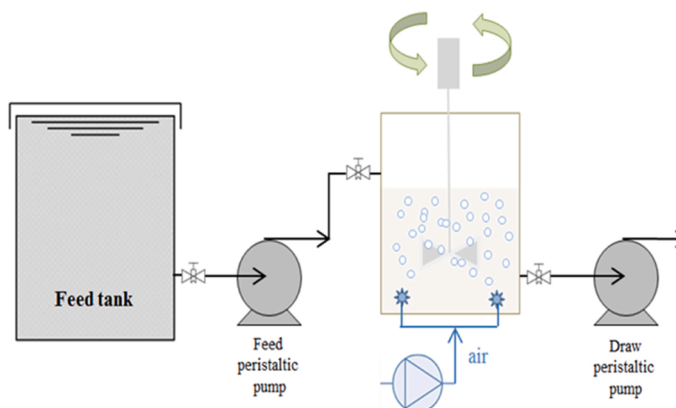 Feed tank
Feed
peristaltic
pump
air
Draw
peristaltic
pump